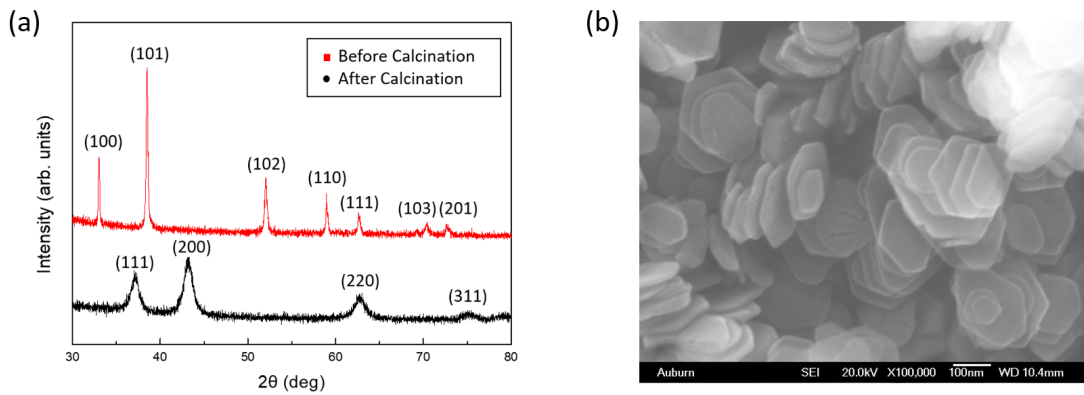 (a)
(b)
Intensity (arb. units)
Before Calcination
After Calcination
(100)
(101)
(102)
(110)
(111)
(103)
(201)
(111)
(200)
(220)
(311)
30
40
50
60
70
80
2θ (deg)
Auburn SEI 20.0kV X100,000 100nm WD 10.4mm